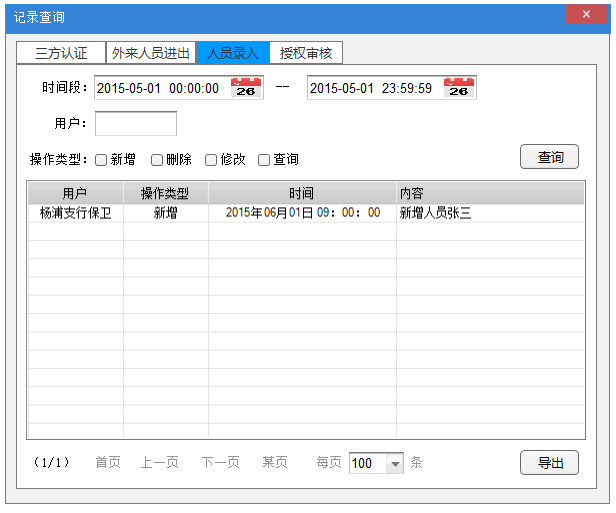 记录查询 ×
三方认证 外来人员进出 人员录入 授权审核
时间段: 2015-05-01 00:00:00 26 -- 2015-05-01 23:59:59 26
用户:
操作类型: 新增 删除 修改 查询 查询
用户 操作类型 时间 内容
杨浦支行保卫 新增 2015年06月01日 09：00：00 新增人员张三
(1/1) 首页 上一页 下一页 某页 每页 100 条 导出